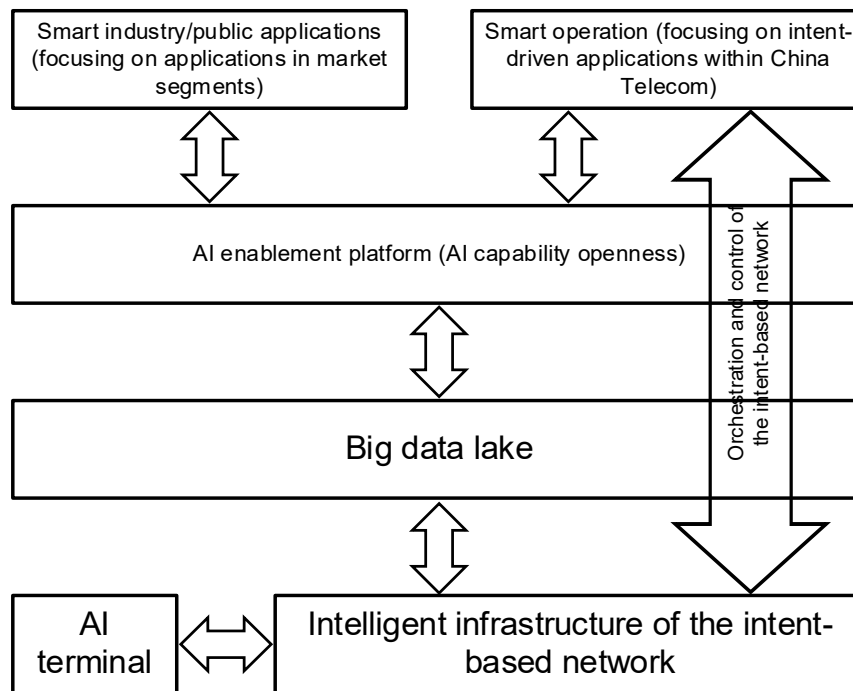 Smart industry/public applications
(focusing on applications in market
segments)
Smart operation (focusing on intent-
driven applications within China
Telecom)
AI enablement platform (AI capability openness)
Orchestration and control of
the intent-based network
Big data lake
AI
terminal
Intelligent infrastructure of the intent-
based network